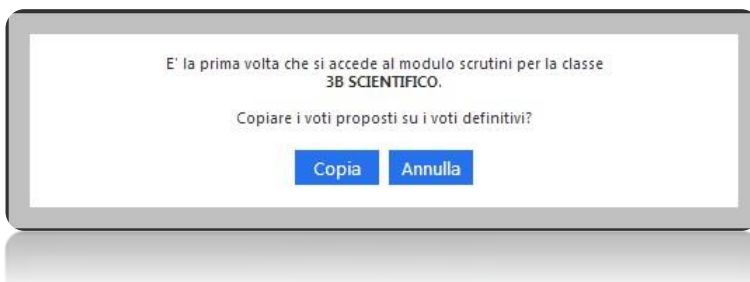 E' la prima volta che si accede al modulo scrutini per la classe
3B SCIENTIFICO.
Copiare i voti proposti su i voti definitivi?
Copia Annulla